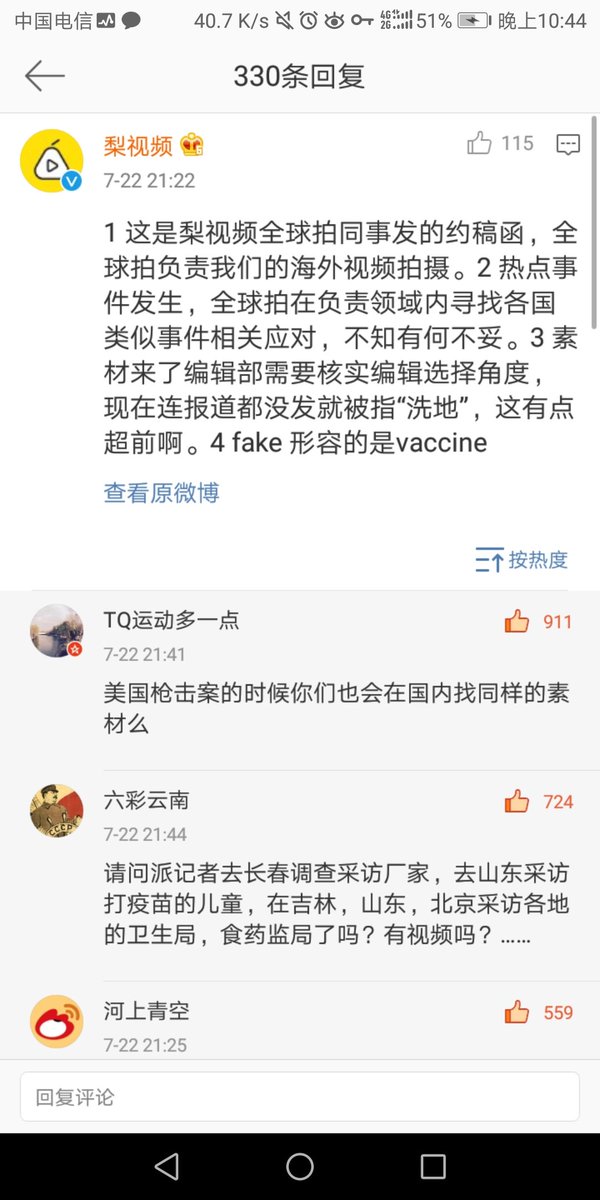 中国电信 40.7 K/s 4G 2G 51% 晚上10:44
330条回复
梨视频 115
7-22 21:22
1 这是梨视频全球拍同事发的约稿函，全
球拍负责我们的海外视频拍摄。2 热点事
件发生，全球拍在负责领域内寻找各国
类似事件相关应对，不知有何不妥。3 素
材来了编辑部需要核实编辑选择角度，
现在连报道都没发就被指“洗地”，这有点
超前啊。4 fake 形容的是vaccine
查看原微博
按热度
TQ运动多一点 911
7-22 21:41
美国枪击案的时候你们也会在国内找同样的素
材么
六彩云南 724
7-22 21:44
请问派记者去长春调查采访厂家，去山东采访
打疫苗的儿童，在吉林，山东，北京采访各地
的卫生局，食药监局了吗？有视频吗？……
CCCP
河上青空 559
7-22 21:25
回复评论